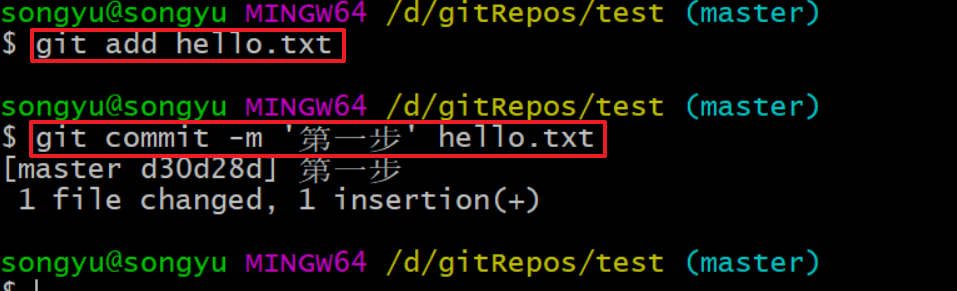 songyu@songyu MINGW64 /d/gitRepos/test (master)
$ git add hello.txt
songyu@songyu MINGW64 /d/gitRepos/test (master)
$ git commit -m '第一步' hello.txt
[master d30d28d] 第一步
 1 file changed, 1 insertion(+)
songyu@songyu MINGW64 /d/gitRepos/test (master)
$